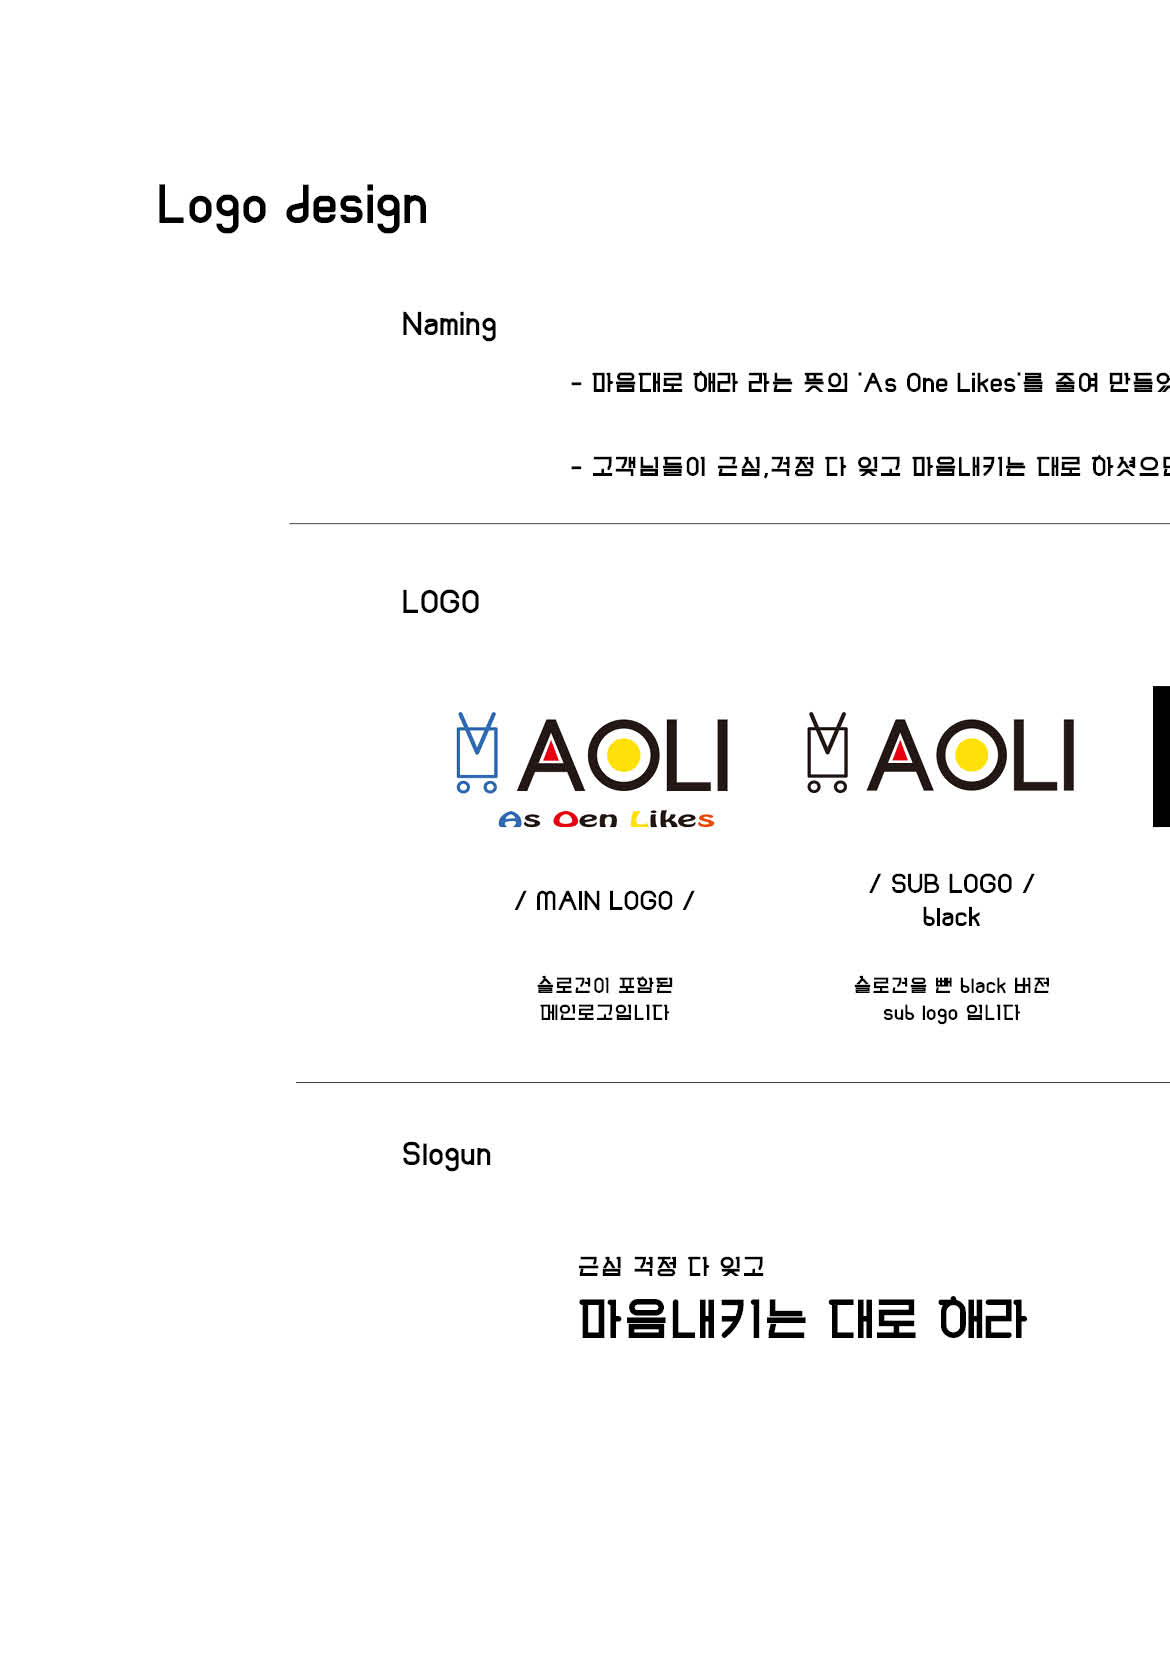 Logo design
Naming
- 마음대로 해라 라는 뜻의 'As One Likes'를 줄여 만들었
- 고객님들이 근심,걱정 다 잊고 마음내키는 대로 하셧으면
LOGO
AOLI
As Oen Likes
AOLI
/ MAIN LOGO /
/ SUB LOGO /
black
슬로건이 포함된
메인로고입니다
슬로건을 뺀 black 버젼
sub logo 입니다
Slogun
근심 걱정 다 잊고
마음내키는 대로 해라